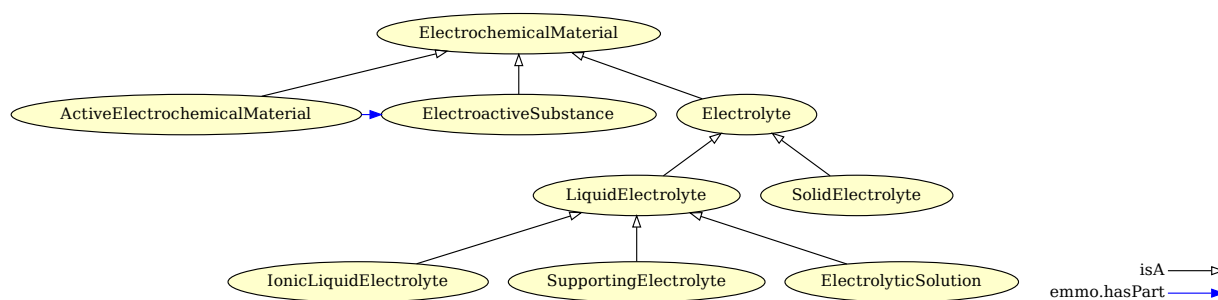 ElectrochemicalMaterial
ActiveElectrochemicalMaterial
ElectroactiveSubstance
Electrolyte
LiquidElectrolyte
SolidElectrolyte
IonicLiquidElectrolyte
SupportingElectrolyte
ElectrolyticSolution
isA
emmo.hasPart